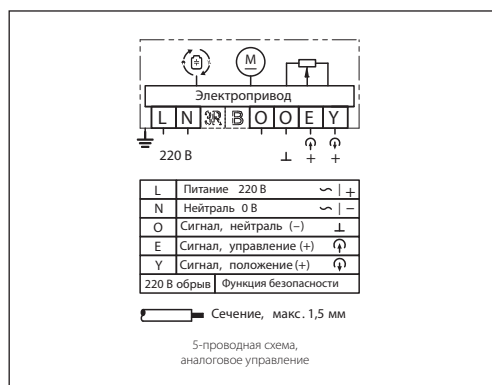 M
Электропривод
L N 3R B O O E Y
220 В ⊥ + +
L Питание 220 В ~ | +
N Нейтраль 0 В ~ | −
O Сигнал, нейтраль (−) ⊥
E Сигнал, управление (+)
Y Сигнал, положение (+)
220 В обрыв Функция безопасности
Сечение, макс. 1,5 мм
5-проводная схема,
аналоговое управление